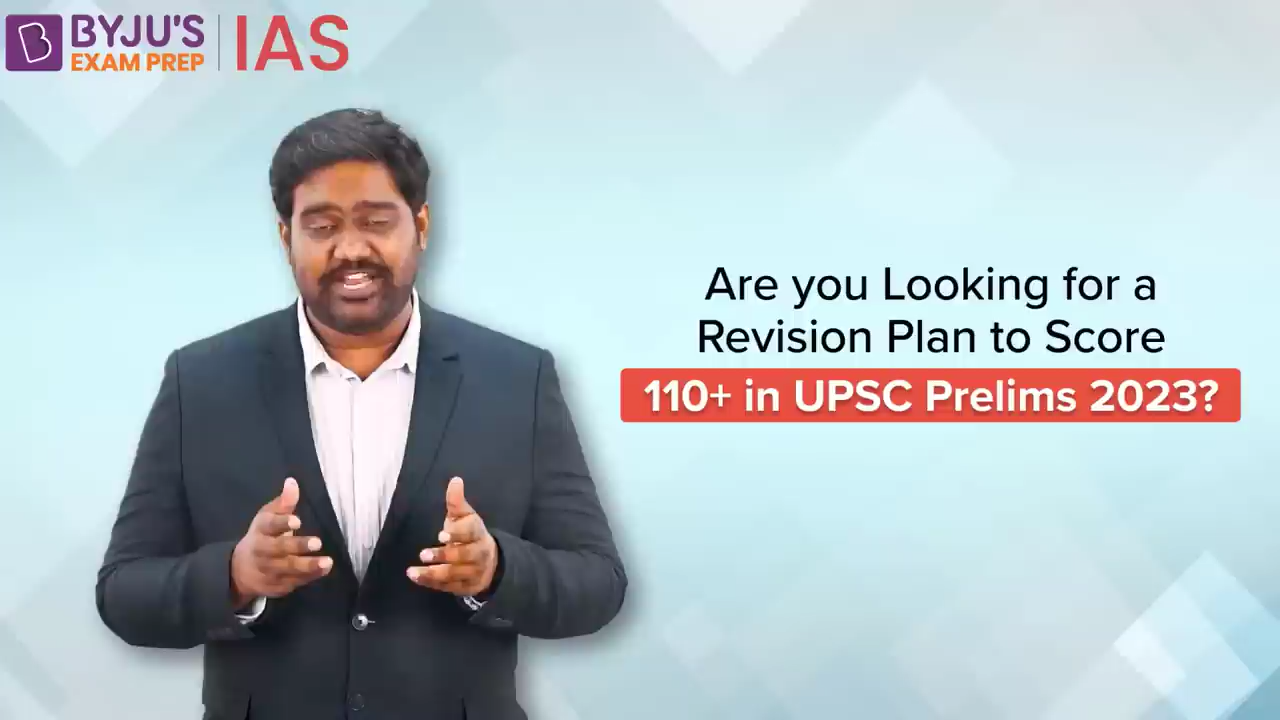 BYJU'S
EXAM PREP
IAS
Are you Looking for a
Revision Plan to Score
110+ in UPSC Prelims 2023?